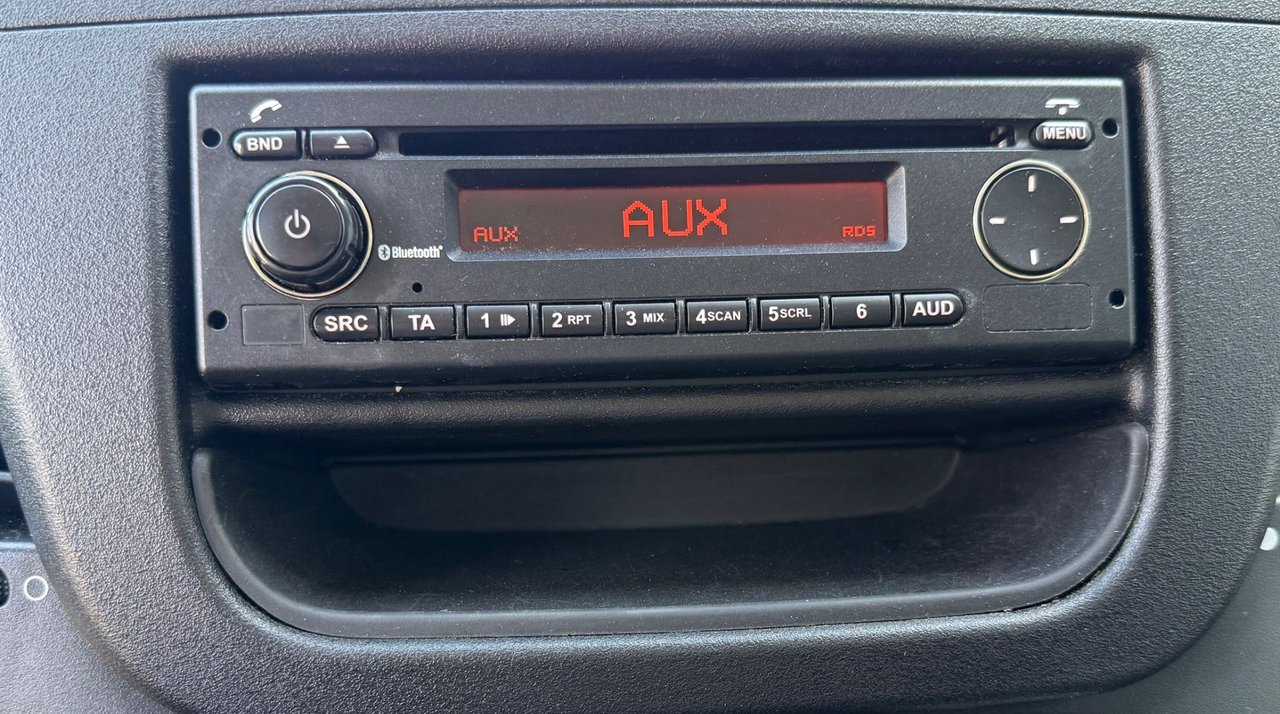 BND
MENU
AUX
AUX
RDS
Bluetooth
SRC TA 1 2 RPT 3 MIX 4 SCAN 5 SCRL 6 AUD